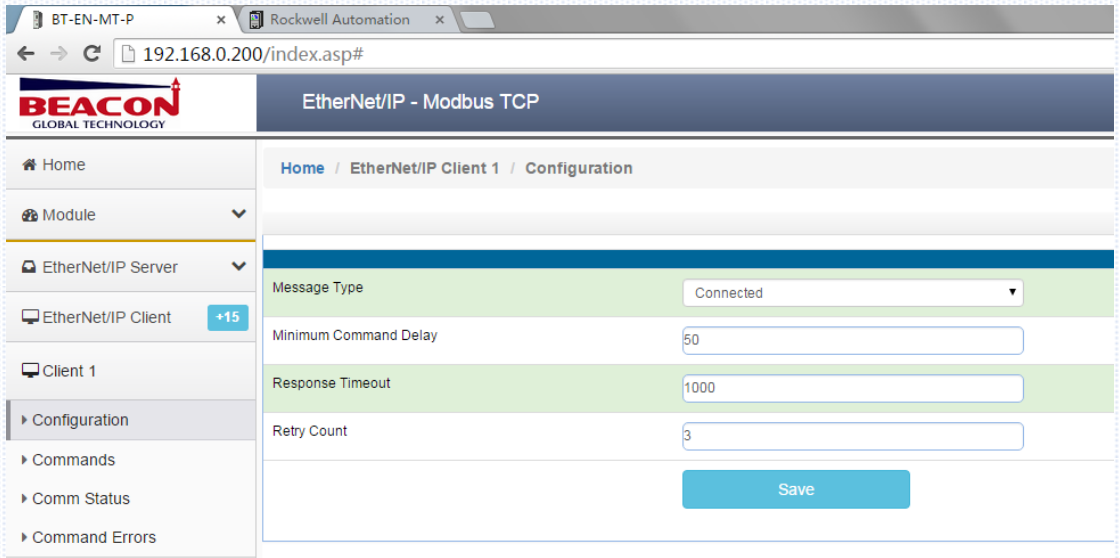 BT-EN-MT-P × Rockwell Automation ×
192.168.0.200/index.asp#
BEACON
GLOBAL TECHNOLOGY
EtherNet/IP - Modbus TCP
Home
Module
EtherNet/IP Server
EtherNet/IP Client +15
Client 1
Configuration
Commands
Comm Status
Command Errors
Home / EtherNet/IP Client 1 / Configuration
Message Type Connected
Minimum Command Delay 50
Response Timeout 1000
Retry Count 3
Save